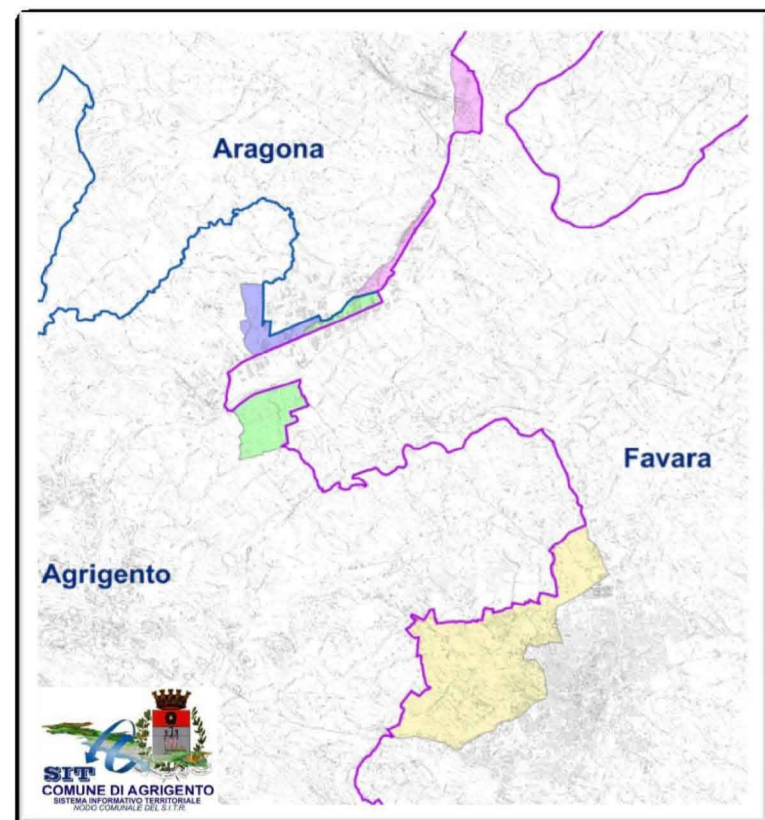 Aragona
Favara
Agrigento
SIT
COMUNE DI AGRIGENTO
SISTEMA INFORMATIVO TERRITORIALE
NODO COMUNALE DEL S.I.T.R.